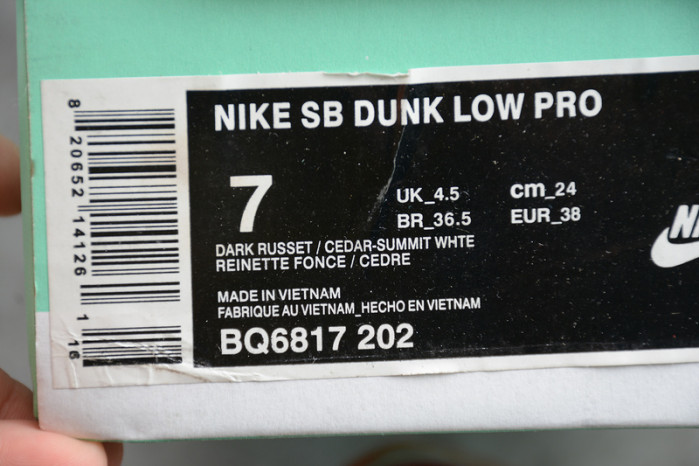 NIKE SB DUNK LOW PRO
7
UK_4.5 cm_24
BR_36.5 EUR_38
DARK RUSSET / CEDAR-SUMMIT WHTE
REINETTE FONCE / CEDRE
MADE IN VIETNAM
FABRIQUE AU VIETNAM_HECHO EN VIETNAM
BQ6817 202
8 20652 14126 1 16